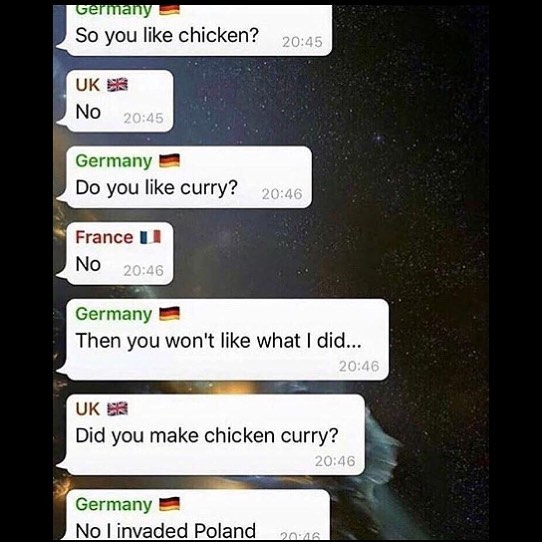 Germany 🇩🇪
So you like chicken? 20:45
UK 🇬🇧
No 20:45
Germany 🇩🇪
Do you like curry? 20:46
France 🇫🇷
No 20:46
Germany 🇩🇪
Then you won't like what I did...
20:46
UK 🇬🇧
Did you make chicken curry?
20:46
Germany 🇩🇪
No I invaded Poland 20:46